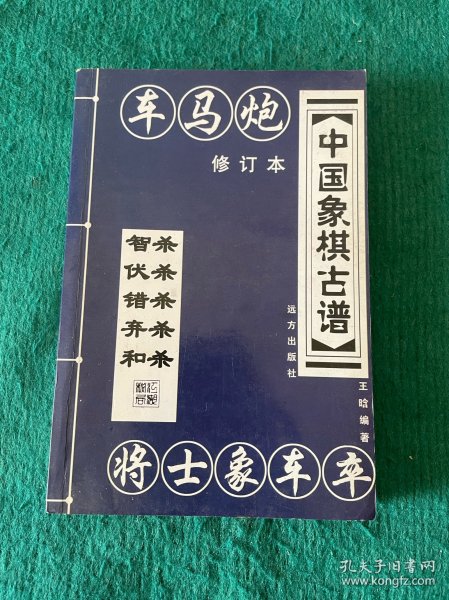 车马炮
修订本
【中国象棋古谱】
王晗编著
远方出版社
智杀
伏杀
错杀
弃杀
和杀
将士象车卒
孔夫子旧书网
www.kongfz.com